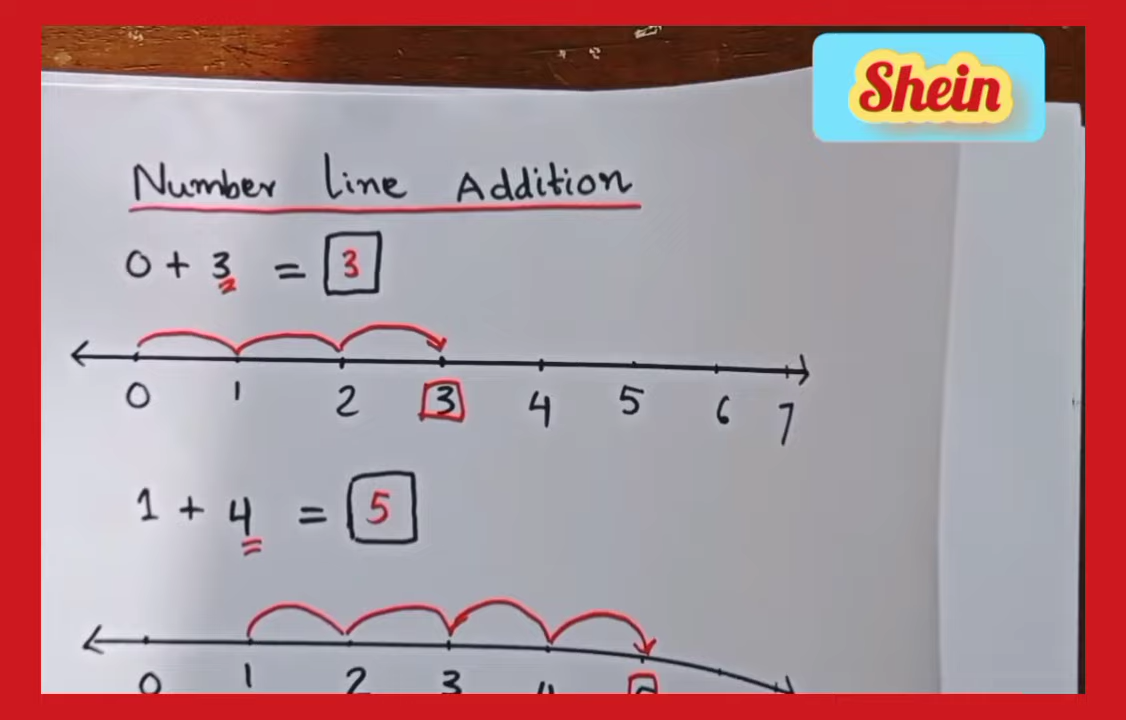 Shein
Number line Addition
0 + 3 = 3
0 1 2 3 4 5 6 7
1 + 4 = 5
0 1 2 3